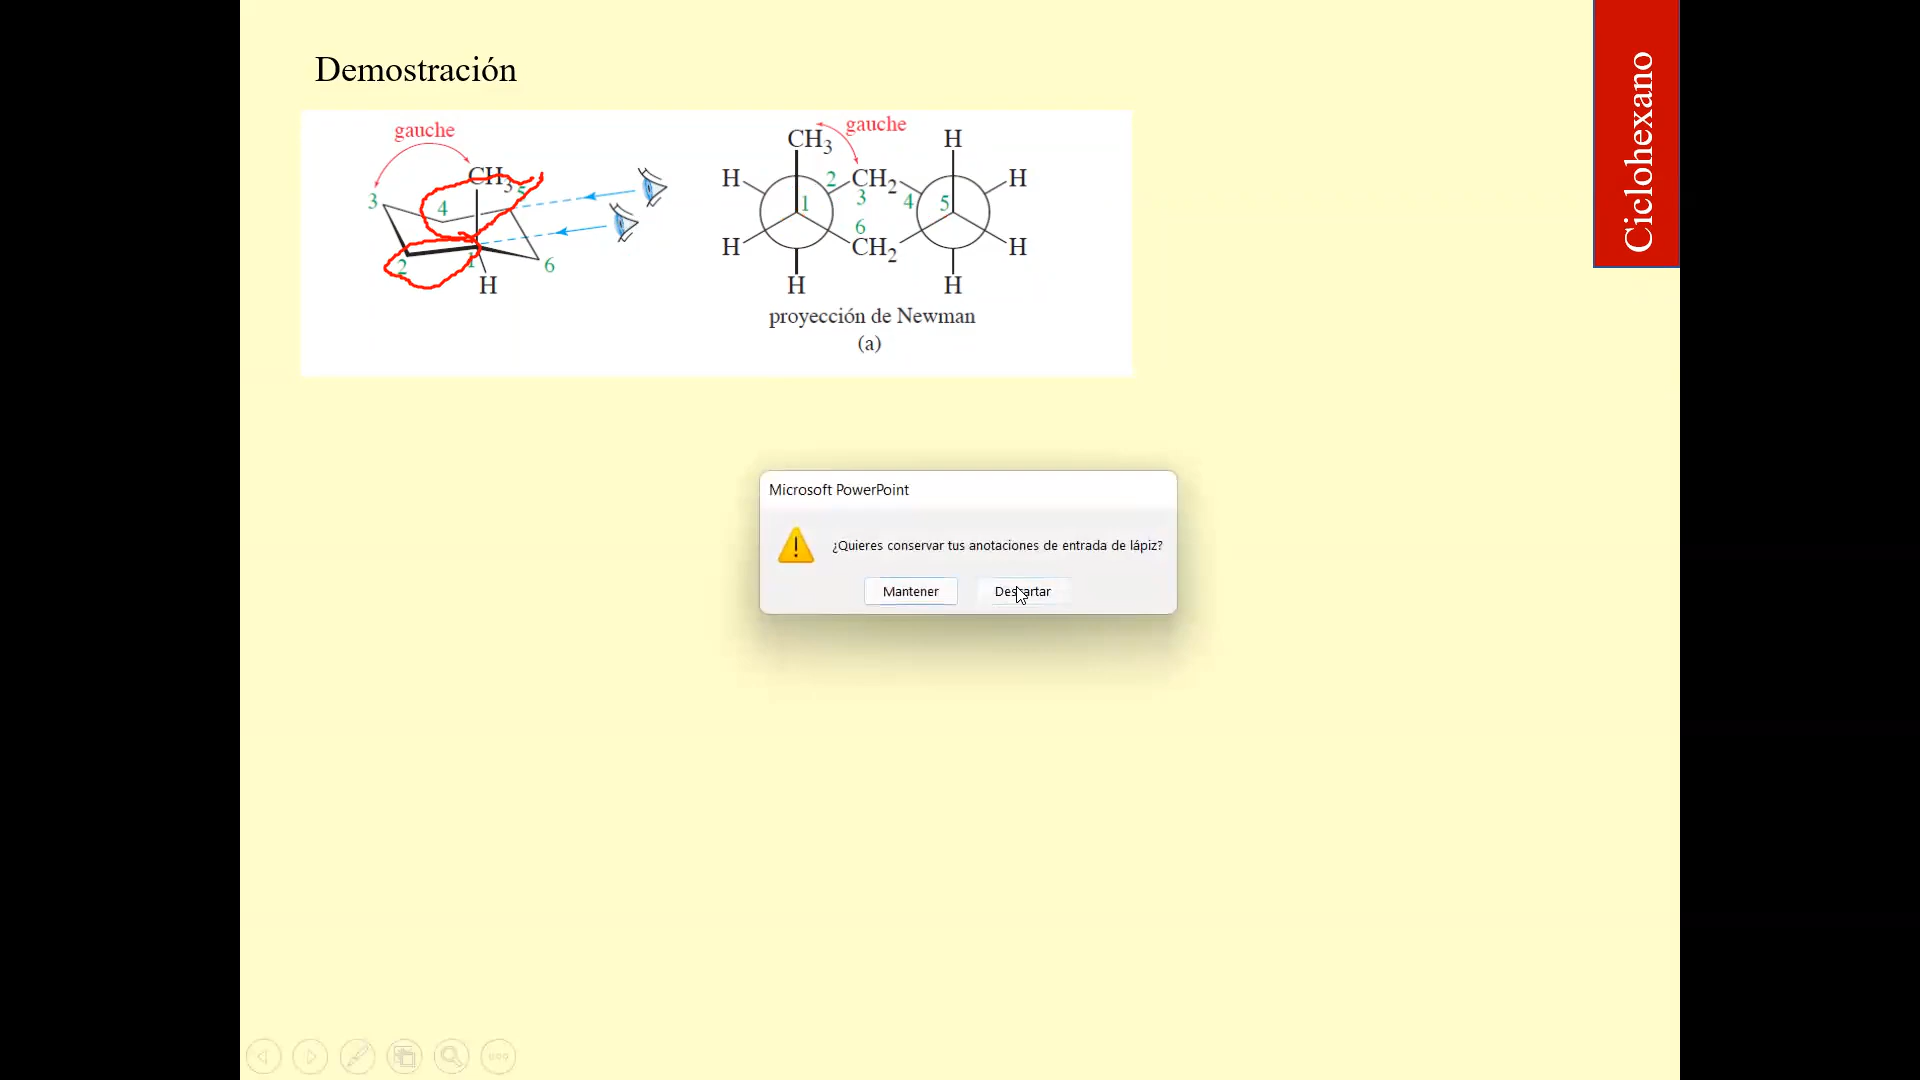 Demostración
Ciclohexano
gauche
CH3
3
4
5
2
1
6
H
gauche
CH3
H
H
2
CH2
H
1
3
4
5
H
6
H
CH2
H
H
H
proyección de Newman
(a)
Microsoft PowerPoint
¿Quieres conservar tus anotaciones de entrada de lápiz?
Mantener
Descartar